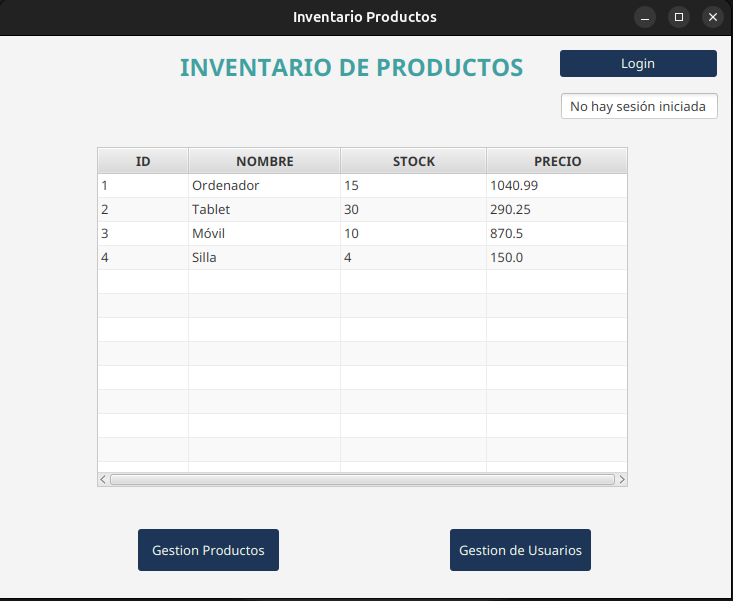 Inventario Productos
INVENTARIO DE PRODUCTOS
Login
No hay sesión iniciada
ID NOMBRE STOCK PRECIO
1 Ordenador 15 1040.99
2 Tablet 30 290.25
3 Móvil 10 870.5
4 Silla 4 150.0
Gestion Productos Gestion de Usuarios